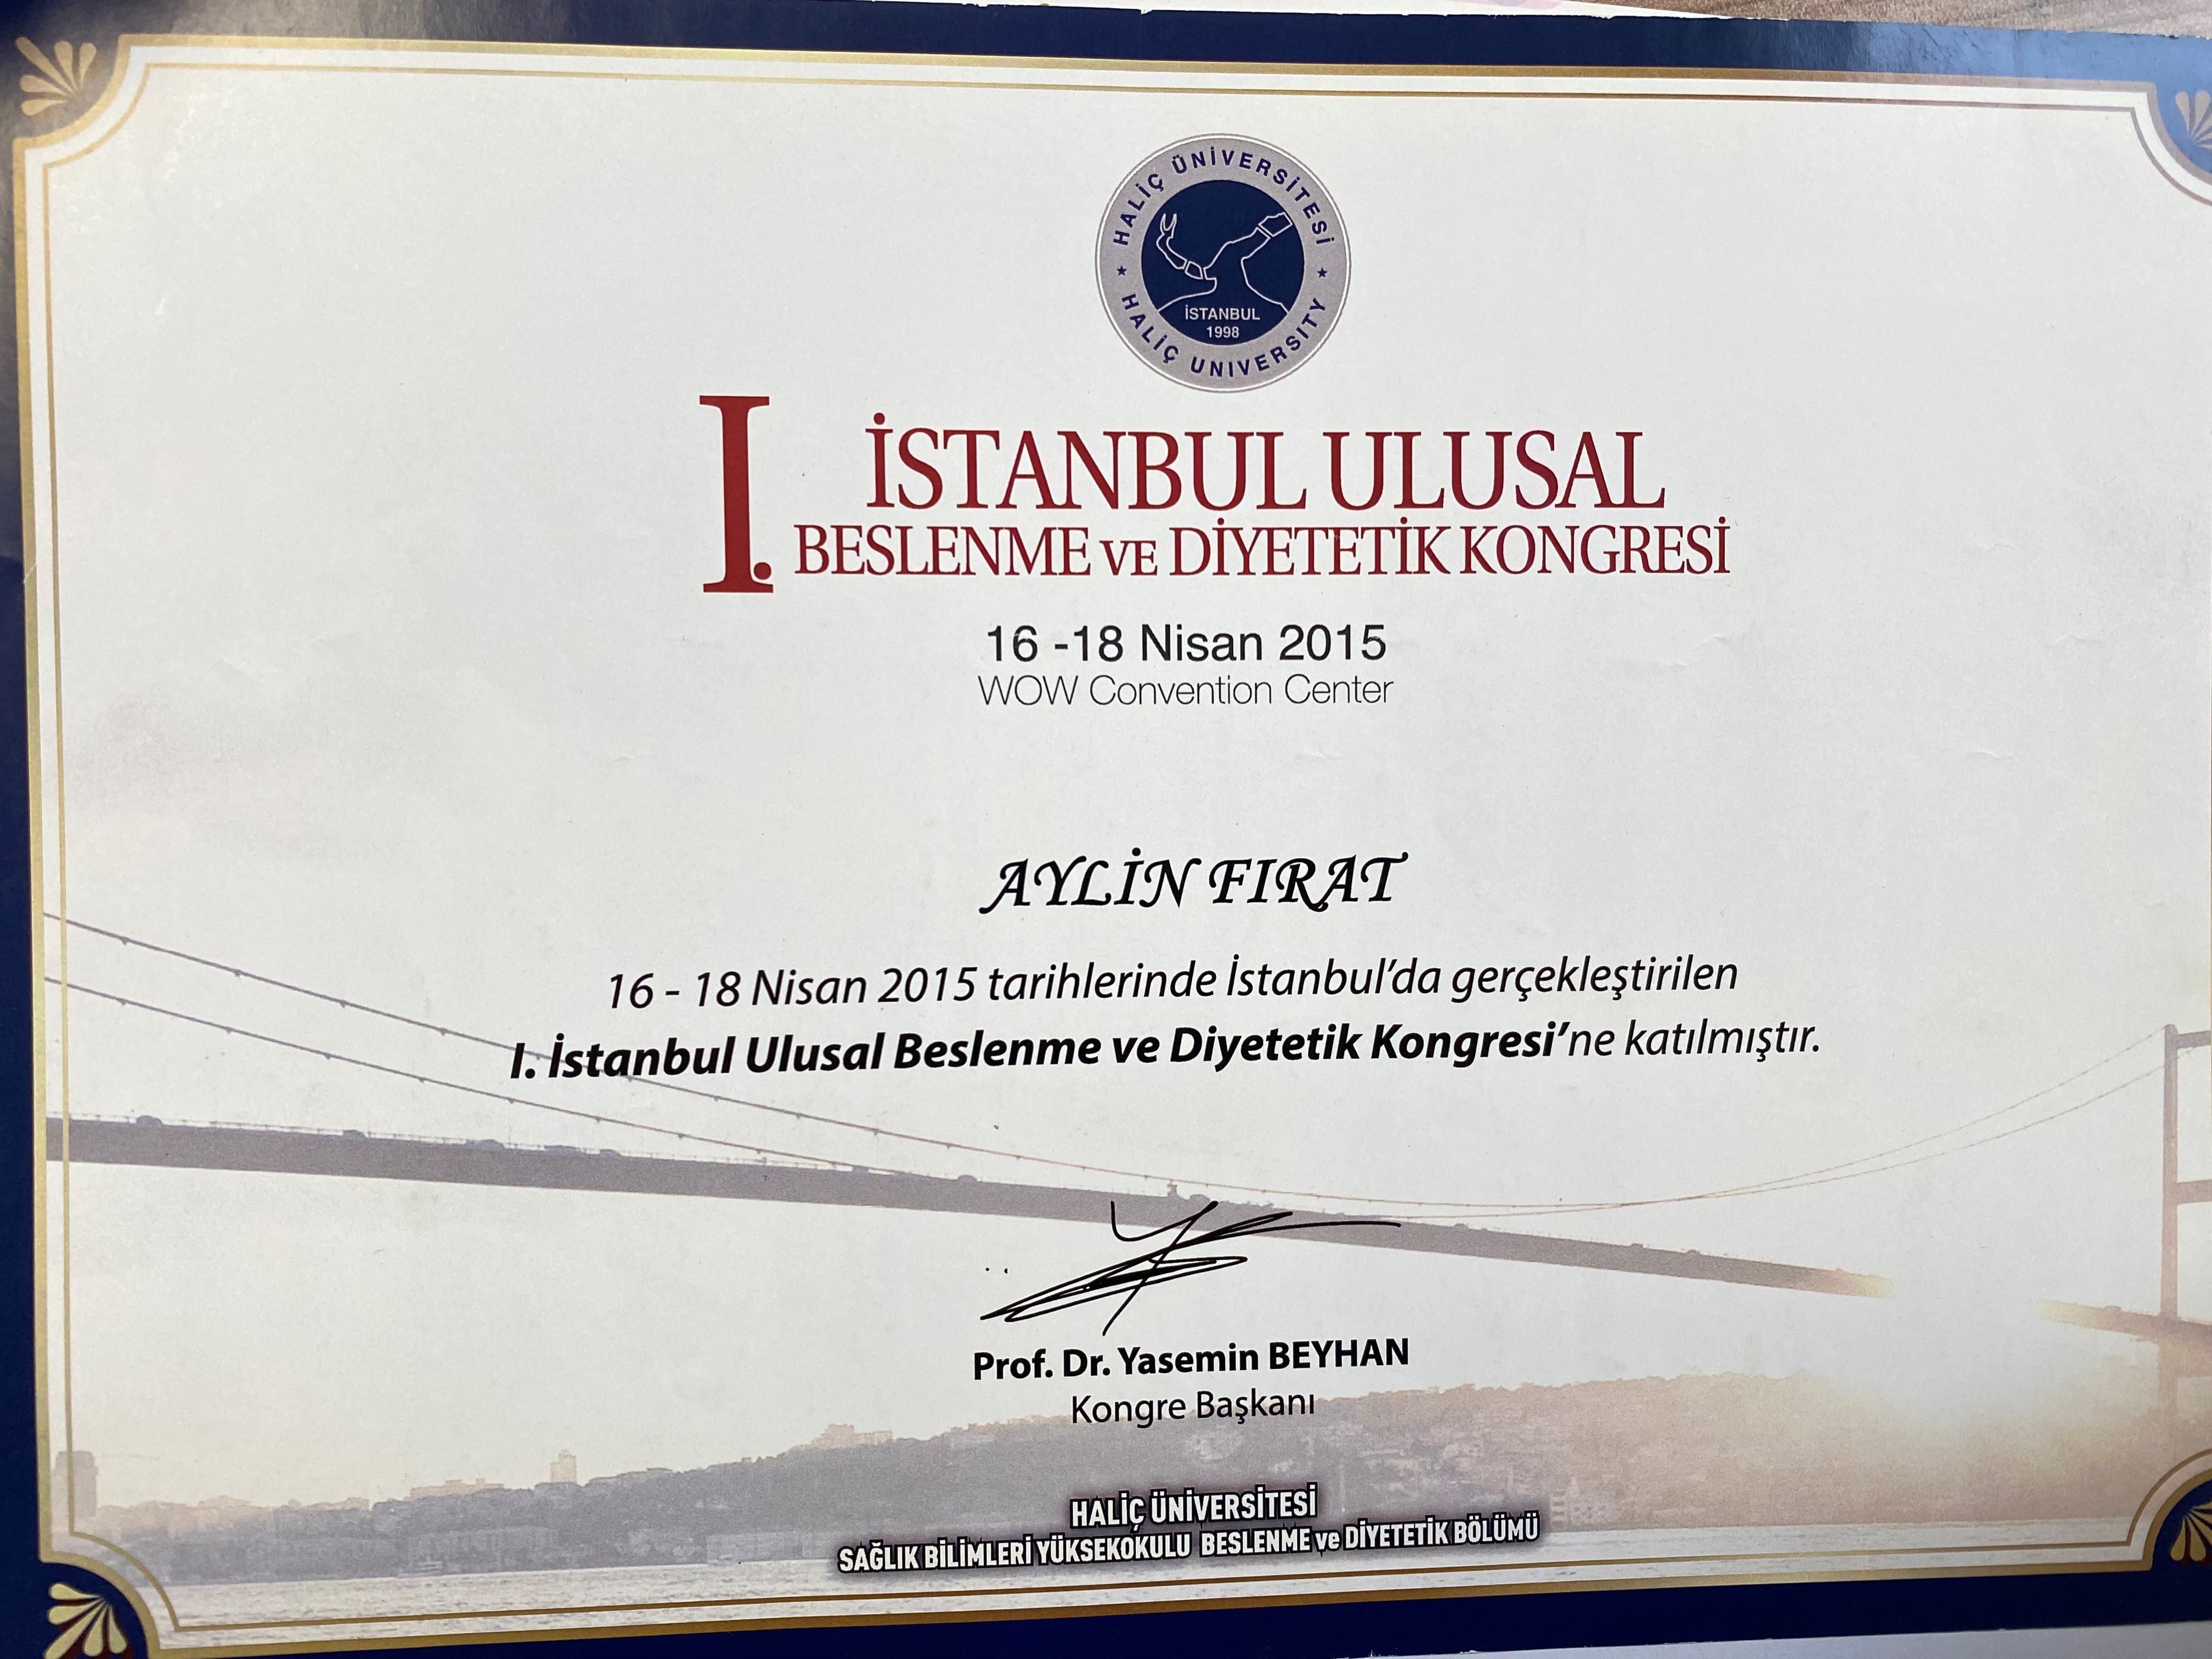 HALİÇ ÜNİVERSİTESİ
İSTANBUL
1998
HALİÇ UNIVERSITY
I. İSTANBUL ULUSAL
BESLENME VE DİYETETİK KONGRESİ
16 -18 Nisan 2015
WOW Convention Center
AYLİN FIRAT
16 - 18 Nisan 2015 tarihlerinde İstanbul'da gerçekleştirilen
I. İstanbul Ulusal Beslenme ve Diyetetik Kongresi'ne katılmıştır.
Prof. Dr. Yasemin BEYHAN
Kongre Başkanı
HALİÇ ÜNİVERSİTESİ
SAĞLIK BİLİMLERİ YÜKSEKOKULU BESLENME ve DİYETETİK BÖLÜMÜ